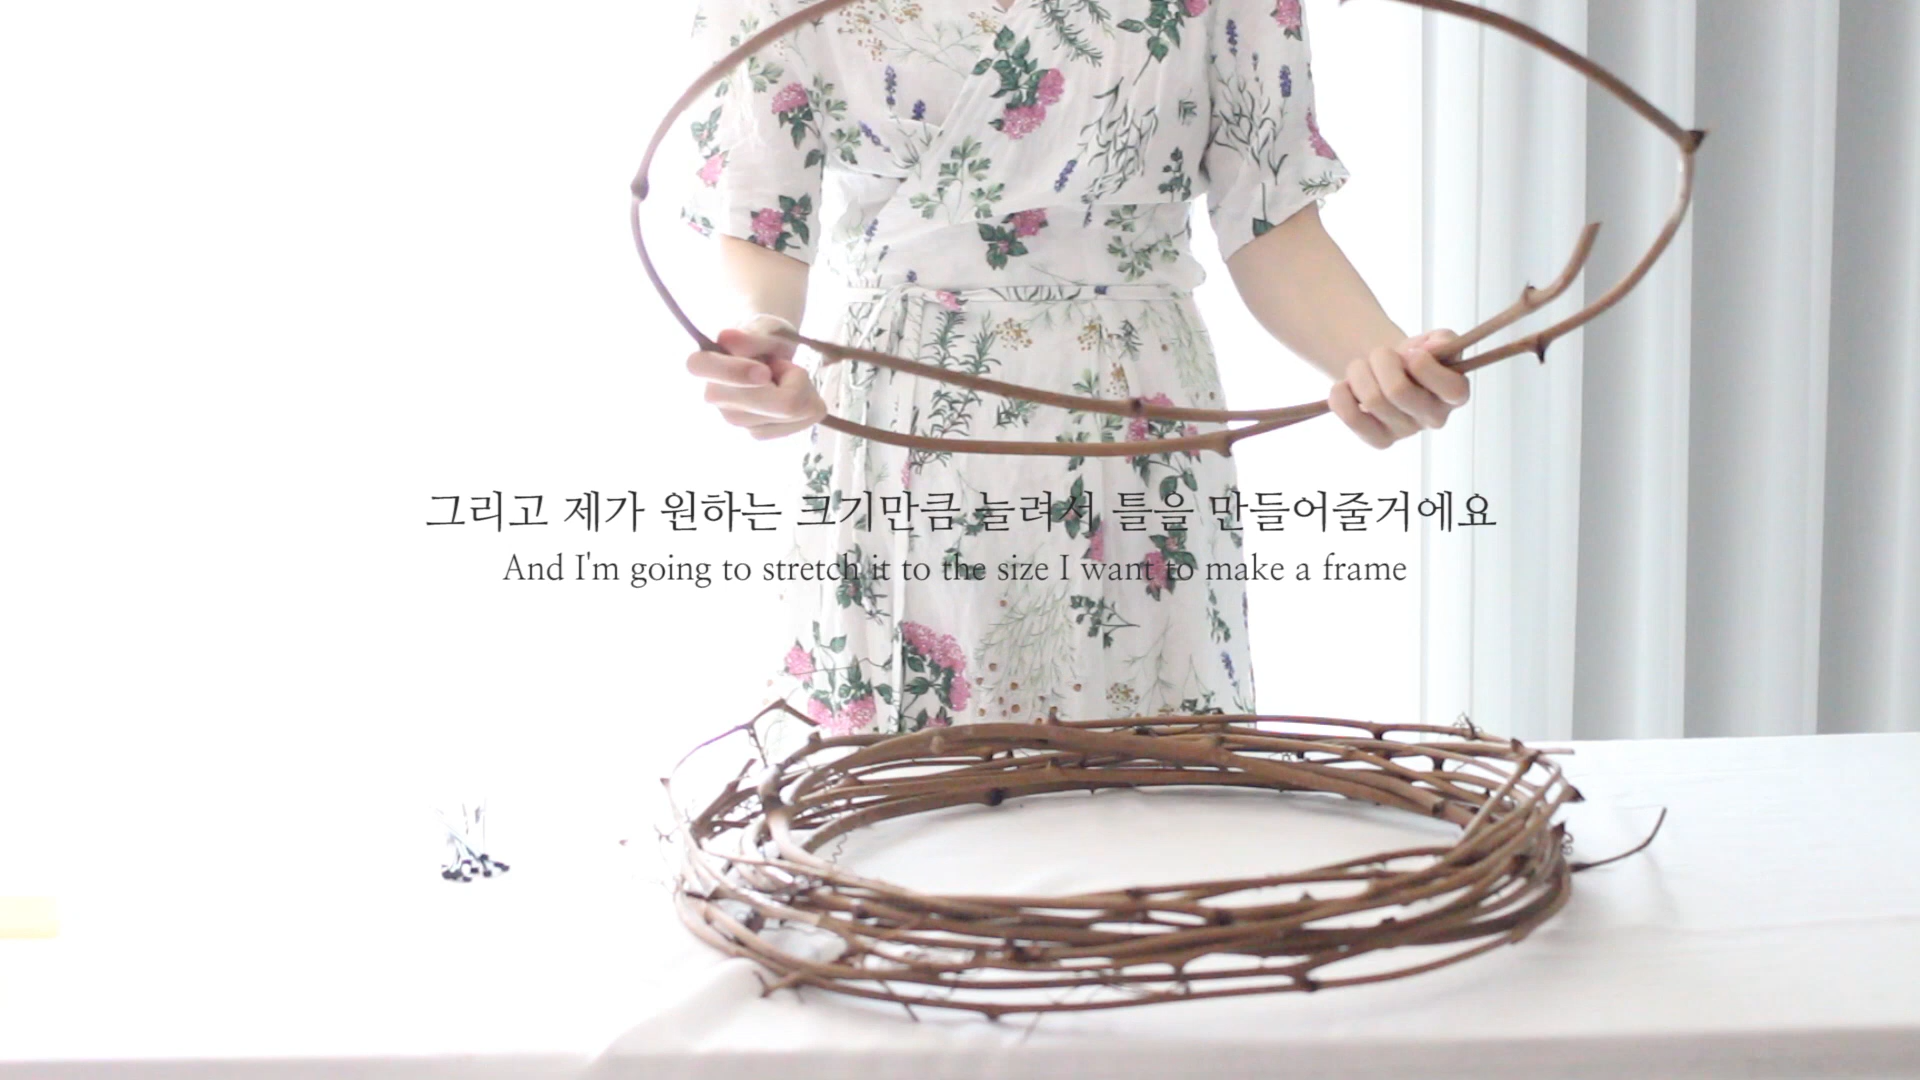 그리고 제가 원하는 크기만큼 늘려서 틀을 만들어줄거에요
And I'm going to stretch it to the size I want to make a frame